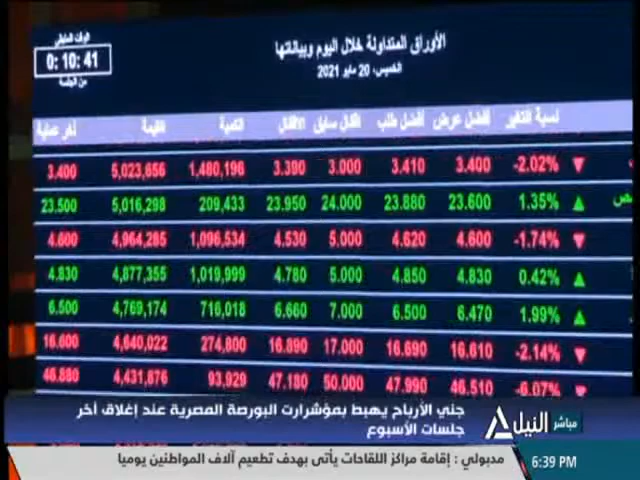 الأوراق المتداولة خلال اليوم وبياناتها
الخميس، 20 مايو 2021
الوقت المتبقي
0:10:41
من الجلسة
نسبة التغير أفضل عرض أفضل طلب اقفال سابق الاقفال الكمية القيمة آخر عملية
-2.02% 3.400 3.410 3.000 3.390 1,480,196 5,023,656 3.400
1.35% 23.600 23.880 24.000 23.950 209,433 5,016,298 23.500
-1.74% 4.600 4.620 5.000 4.530 1,096,534 4,964,285 4.600
0.42% 4.830 4.850 5.000 4.780 1,019,999 4,877,355 4.830
1.99% 6.470 6.500 7.000 6.660 716,018 4,769,174 6.500
-2.14% 16.610 16.690 17.000 16.890 274,800 4,640,022 16.600
-6.07% 46.510 47.990 50.000 47.180 93,929 4,431,876 46.880
جني الأرباح يهبط بمؤشرارت البورصة المصرية عند إغلاق أخر
جلسات الأسبوع
مباشر النيل
مدبولي : إقامة مراكز اللقاحات يأتى بهدف تطعيم آلاف المواطنين يوميا
6:39 PM